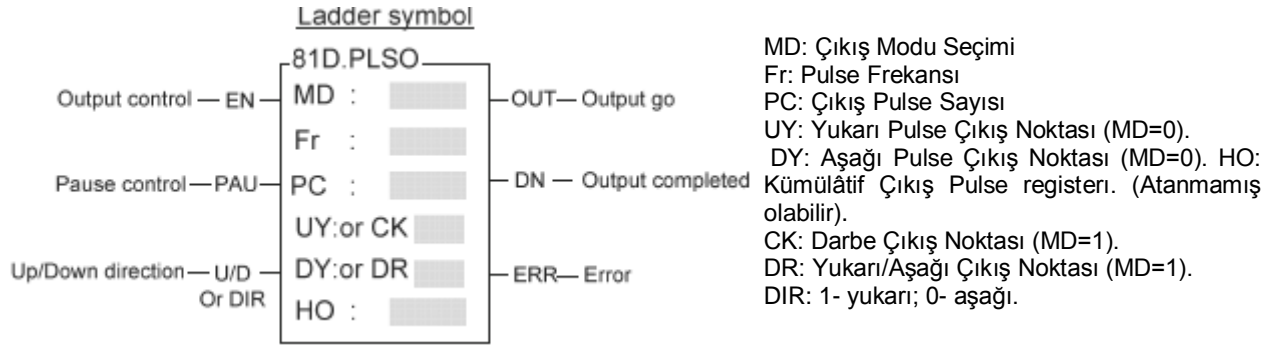 Ladder symbol
81D.PLSO
Output control — EN — MD : — OUT — Output go
Fr :
Pause control — PAU — PC : — DN — Output completed
UY:or CK
Up/Down direction — U/D — DY:or DR — ERR — Error
Or DIR
HO :
MD: Çıkış Modu Seçimi
Fr: Pulse Frekansı
PC: Çıkış Pulse Sayısı
UY: Yukarı Pulse Çıkış Noktası (MD=0).
DY: Aşağı Pulse Çıkış Noktası (MD=0). HO:
Kümülâtif Çıkış Pulse registerı. (Atanmamış
olabilir).
CK: Darbe Çıkış Noktası (MD=1).
DR: Yukarı/Aşağı Çıkış Noktası (MD=1).
DIR: 1- yukarı; 0- aşağı.